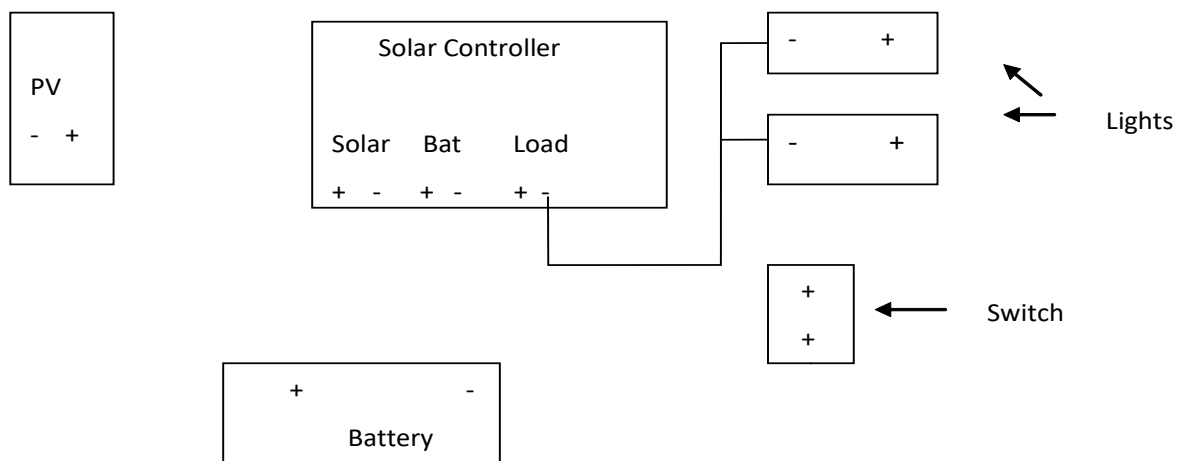 Solar Controller
- +
PV
- +
Solar Bat Load
+ - + - + -
- +
Lights
+
+
Switch
+ -
Battery